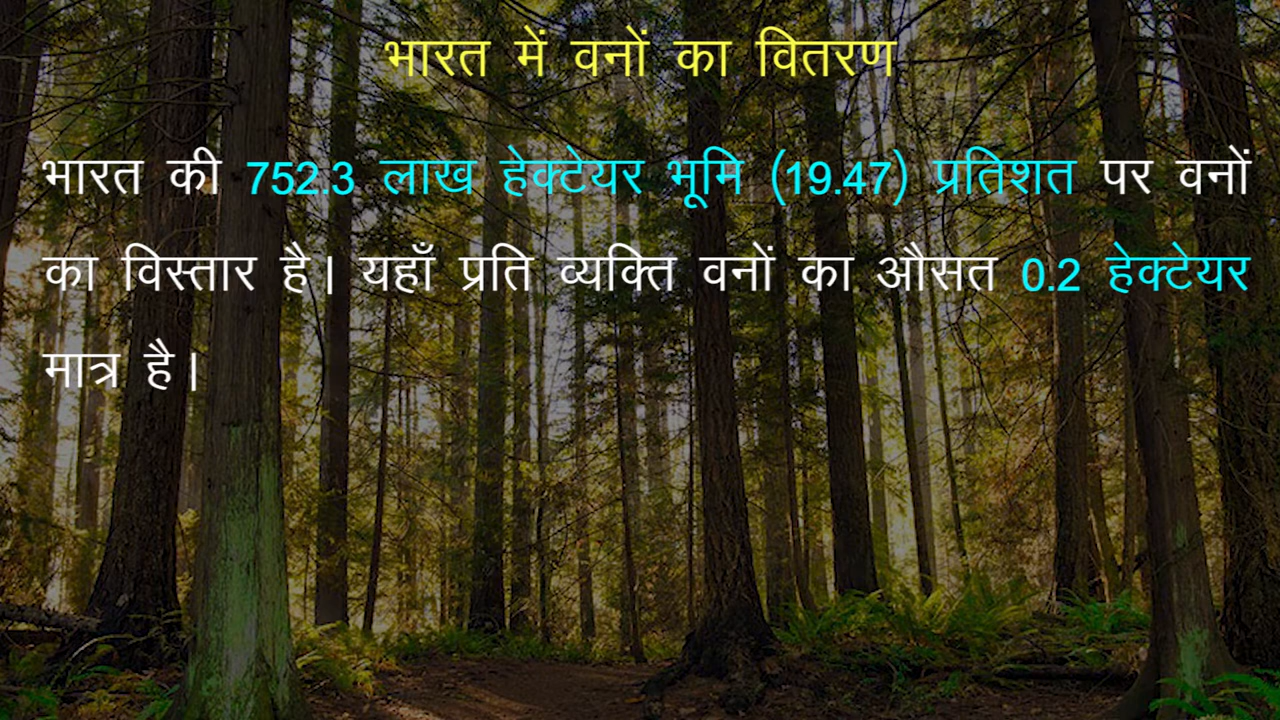 भारत में वनों का वितरण
भारत की 752.3 लाख हेक्टेयर भूमि (19.47) प्रतिशत पर वनों
का विस्तार है। यहाँ प्रति व्यक्ति वनों का औसत 0.2 हेक्टेयर
मात्र है।